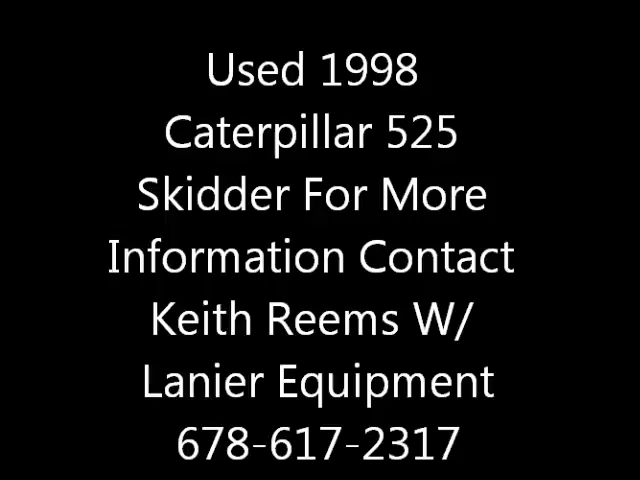 Used 1998
Caterpillar 525
Skidder For More
Information Contact
Keith Reems W/
Lanier Equipment
678-617-2317